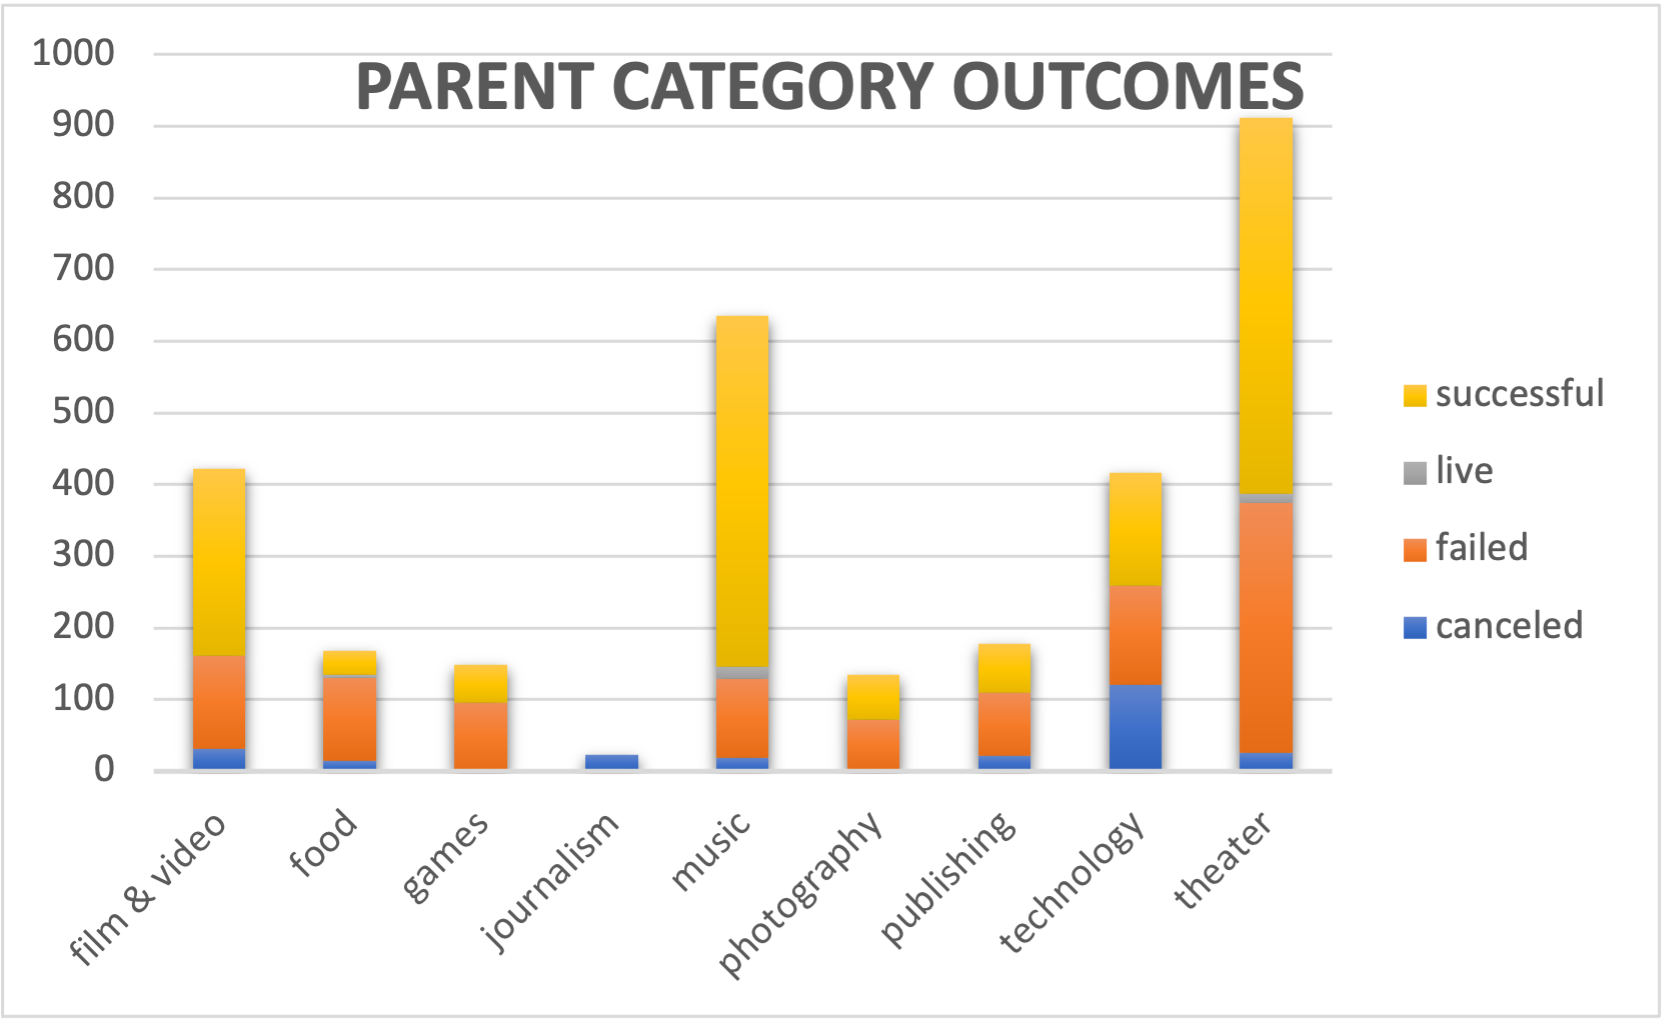 PARENT CATEGORY OUTCOMES
1000
900
800
700
600
500
400
300
200
100
0
film & video
food
games
journalism
music
photography
publishing
technology
theater
successful
live
failed
canceled